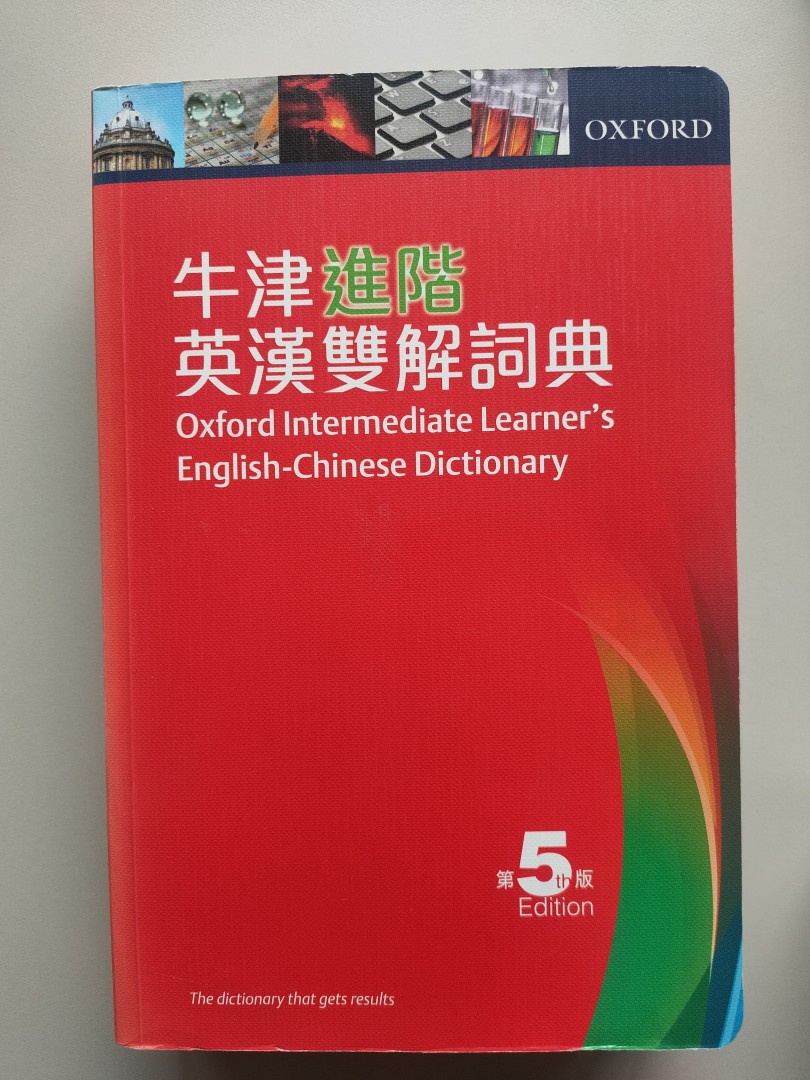 OXFORD
牛津進階
英漢雙解詞典
Oxford Intermediate Learner's
English-Chinese Dictionary
第5th版
Edition
The dictionary that gets results